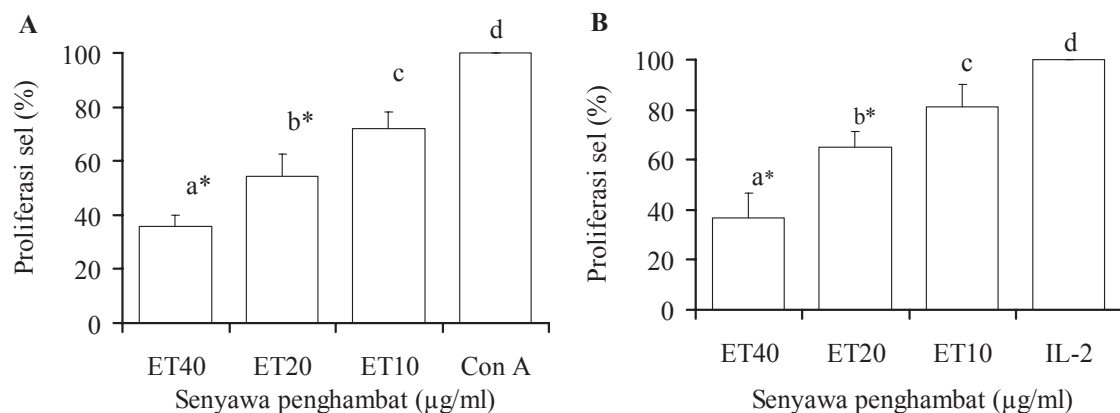 A
Proliferasi sel (%)
100
80
60
40
20
0
a*
b*
c
d
ET40 ET20 ET10 Con A
Senyawa penghambat (µg/ml)
B
Proliferasi sel (%)
100
80
60
40
20
0
a*
b*
c
d
ET40 ET20 ET10 IL-2
Senyawa penghambat (µg/ml)